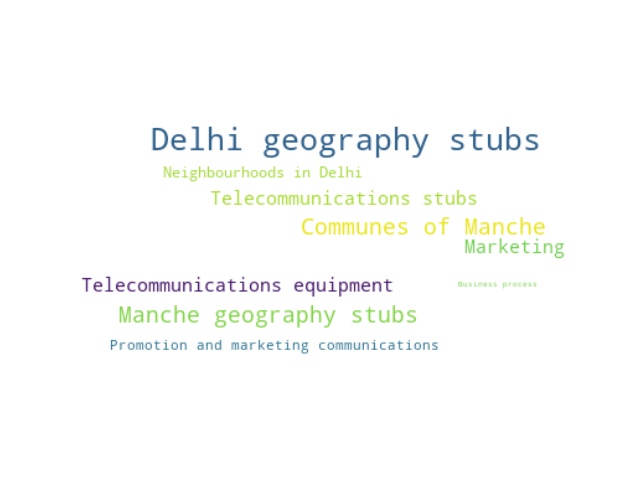 Delhi geography stubs
Neighbourhoods in Delhi
Telecommunications stubs
Communes of Manche
Marketing
Telecommunications equipment
Business process
Manche geography stubs
Promotion and marketing communications